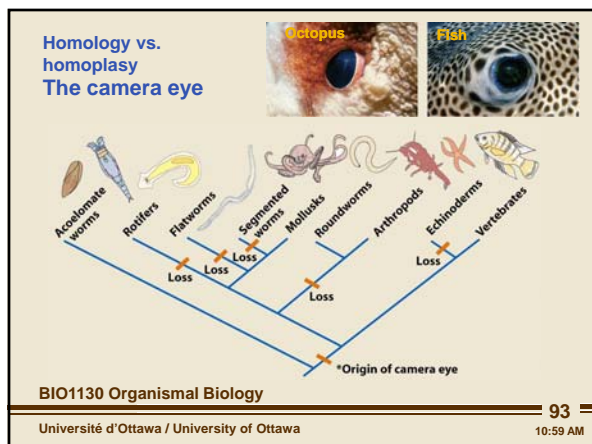 Homology vs.
homoplasy
The camera eye
Octopus
Fish
Acoelomate
worms
Rotifers
Flatworms
Segmented
worms
Mollusks
Roundworms
Arthropods
Echinoderms
Vertebrates
Loss
Loss
Loss
Loss
Loss
*Origin of camera eye
BIO1130 Organismal Biology
93
Université d'Ottawa / University of Ottawa
10:59 AM